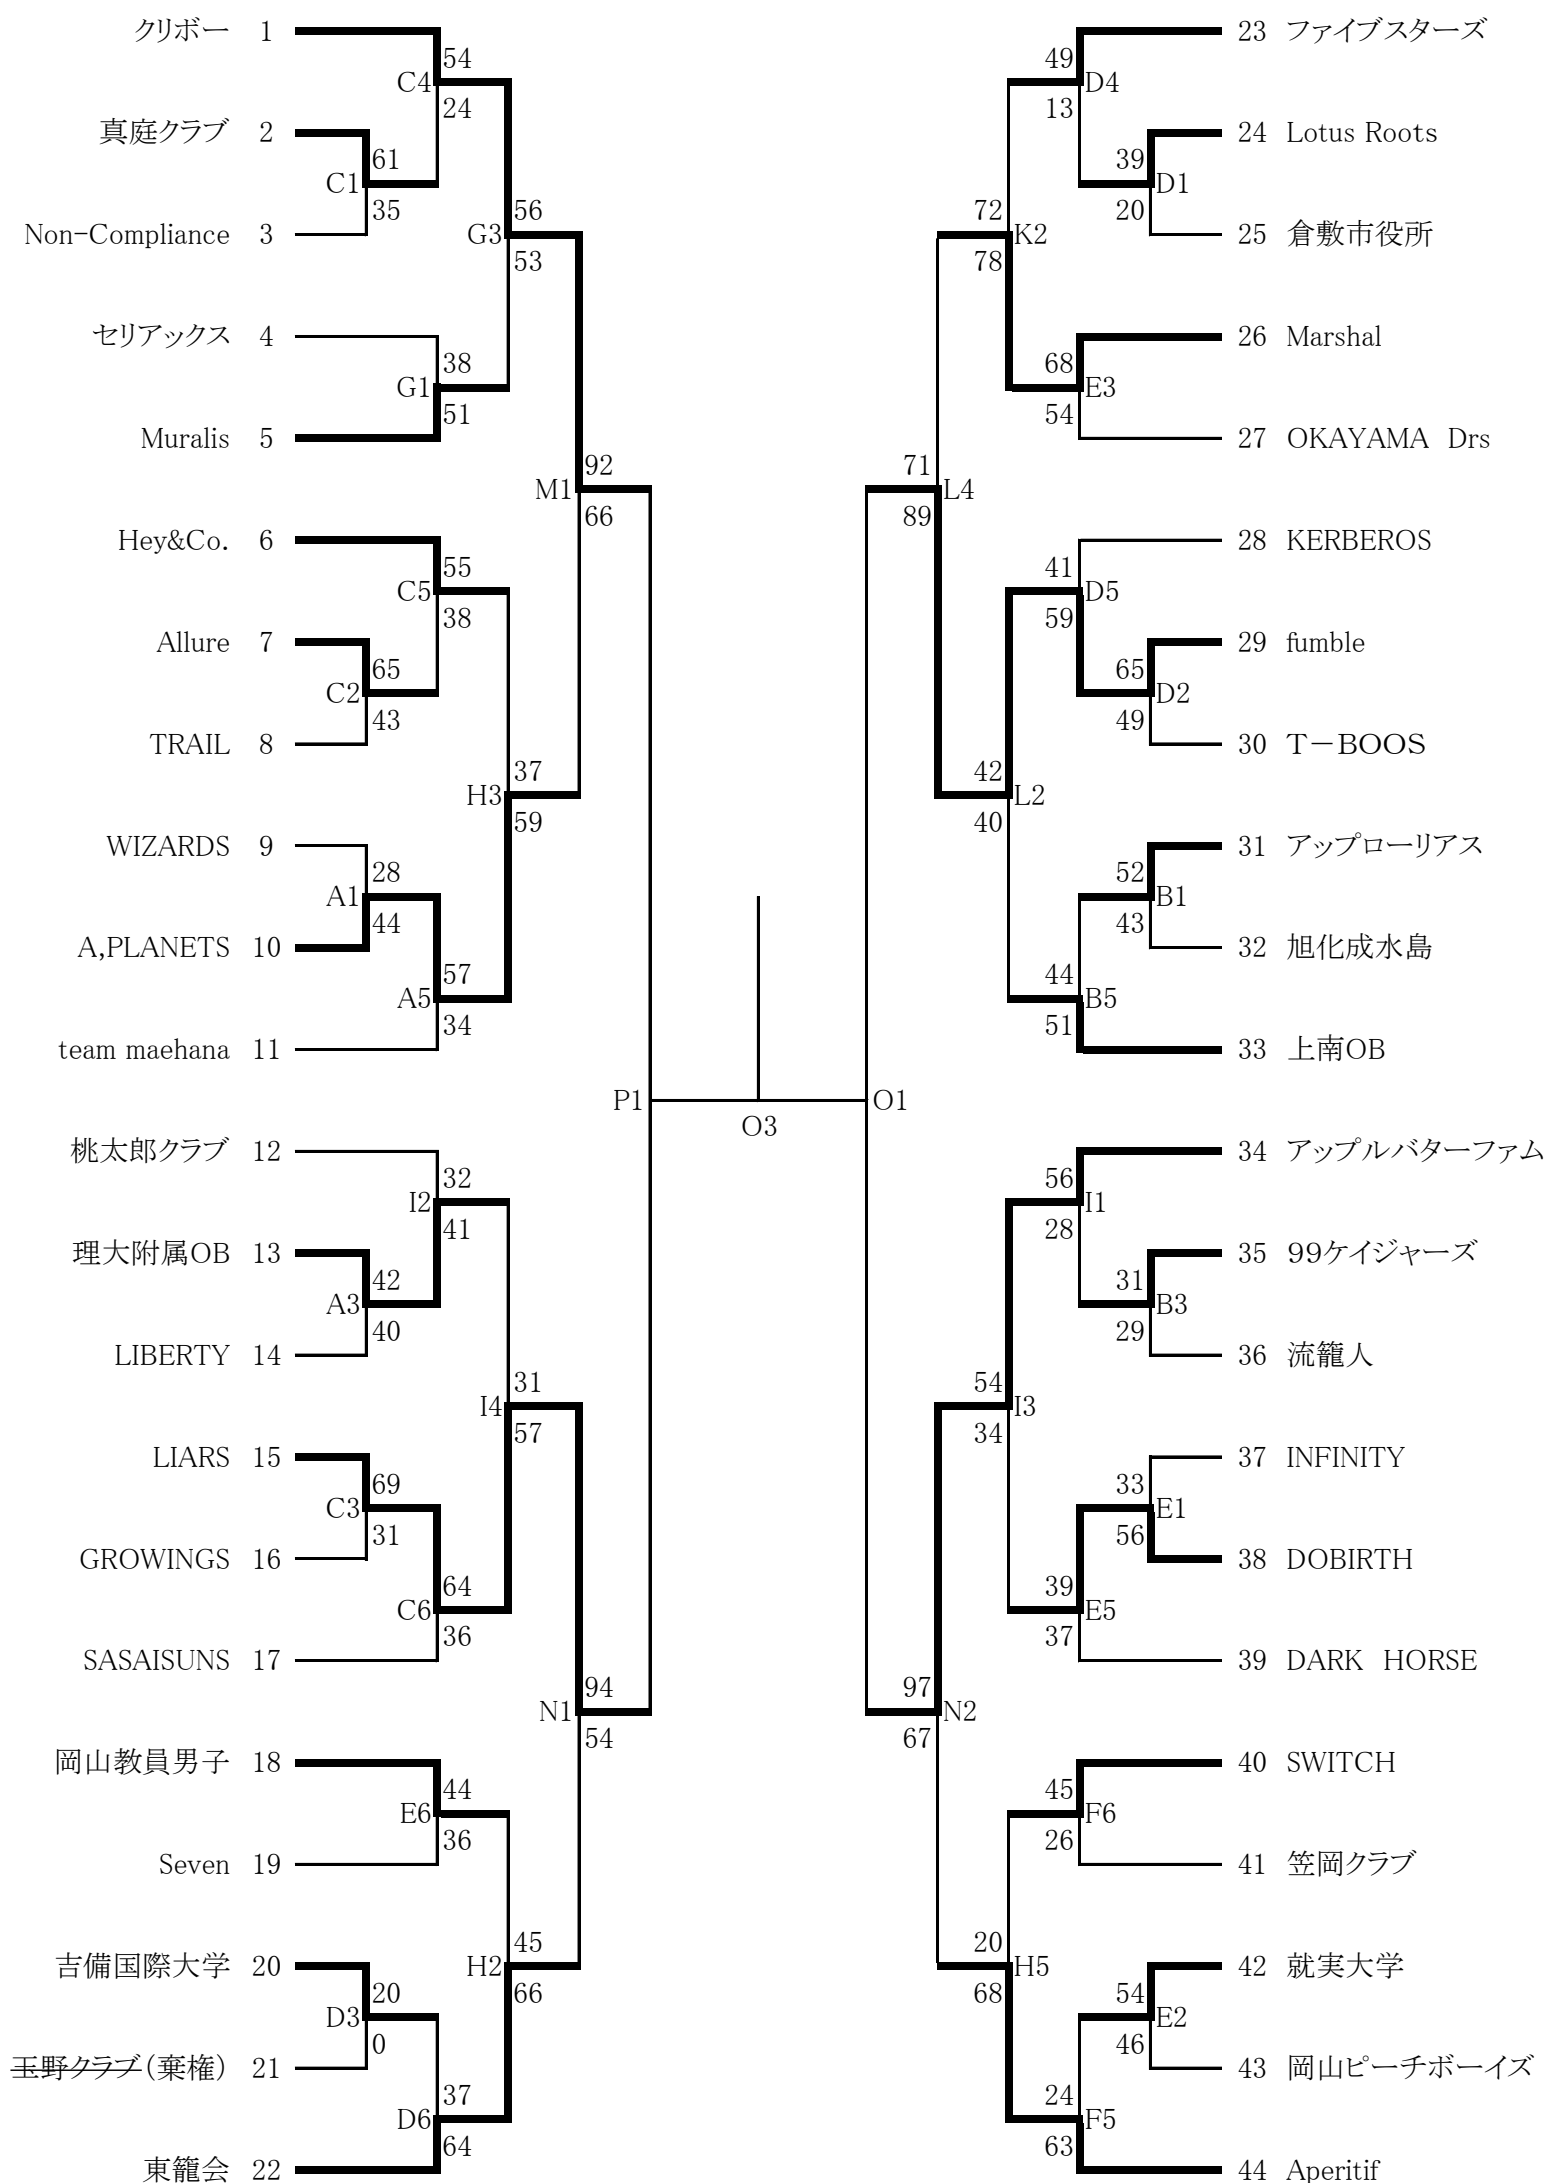 クリボー 1
54
C4
24
真庭クラブ 2
61
C1
35
Non-Compliance 3
56
G3
53
セリアックス 4
38
G1
51
Muralis 5
92
M1
66
Hey&Co. 6
55
C5
38
Allure 7
65
C2
43
TRAIL 8
37
H3
59
WIZARDS 9
28
A1
44
A,PLANETS 10
57
A5
34
team maehana 11
P1
O3
O1
桃太郎クラブ 12
32
I2
41
理大附属OB 13
42
A3
40
LIBERTY 14
31
I4
57
LIARS 15
69
C3
31
GROWINGS 16
64
C6
36
SASAISUNS 17
94
N1
54
岡山教員男子 18
44
E6
36
Seven 19
45
H2
66
吉備国際大学 20
20
D3
0
玉野クラブ(棄権) 21
37
D6
64
東籠会 22
23 ファイブスターズ
49
D4
13
24 Lotus Roots
39
D1
20
25 倉敷市役所
72
K2
78
26 Marshal
68
E3
54
27 OKAYAMA Drs
71
L4
89
28 KERBEROS
41
D5
59
29 fumble
65
D2
49
30 T－BOOS
42
L2
40
31 アップローリアス
52
B1
43
32 旭化成水島
44
B5
51
33 上南OB
34 アップルバターファム
56
I1
28
35 99ケイジャーズ
31
B3
29
36 流籠人
54
I3
34
37 INFINITY
33
E1
56
38 DOBIRTH
39
E5
37
39 DARK HORSE
97
N2
67
40 SWITCH
45
F6
26
41 笠岡クラブ
20
H5
68
42 就実大学
54
E2
46
43 岡山ピーチボーイズ
24
F5
63
44 Aperitif